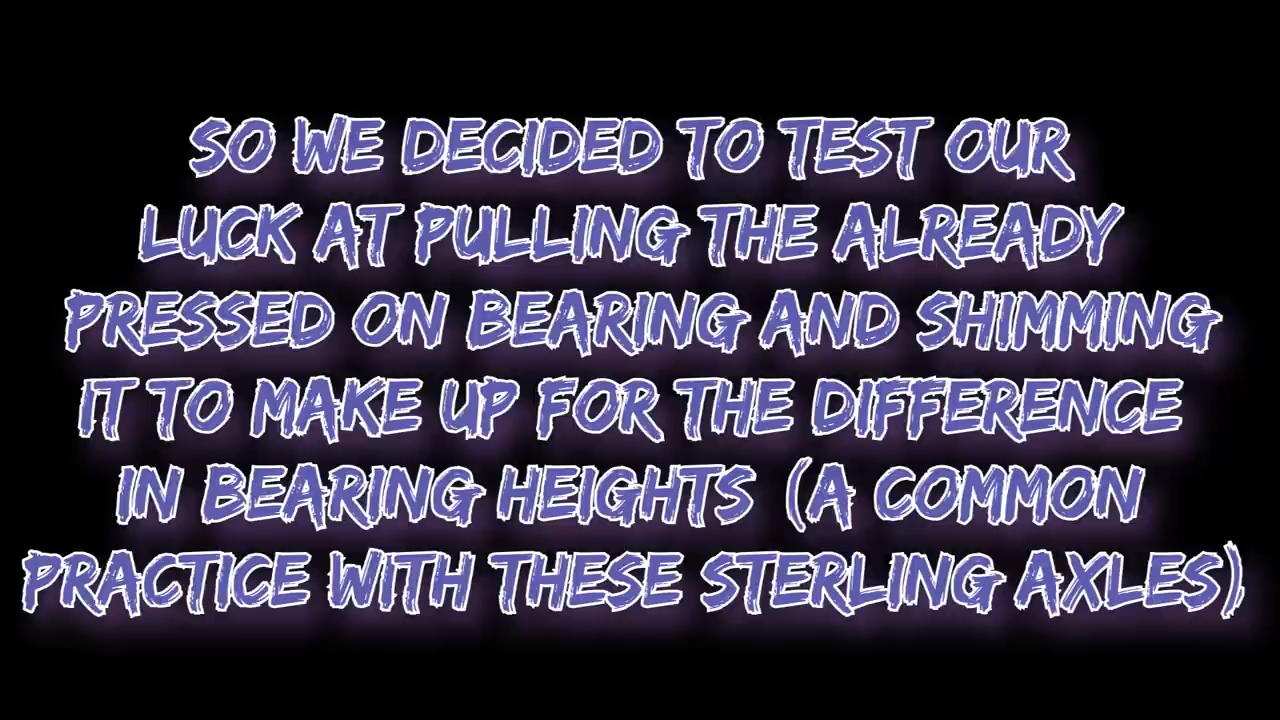 SO WE DECIDED TO TEST OUR
LUCK AT PULLING THE ALREADY
PRESSED ON BEARING AND SHIMMING
IT TO MAKE UP FOR THE DIFFERENCE
IN BEARING HEIGHTS (A COMMON
PRACTICE WITH THESE STERLING AXLES)